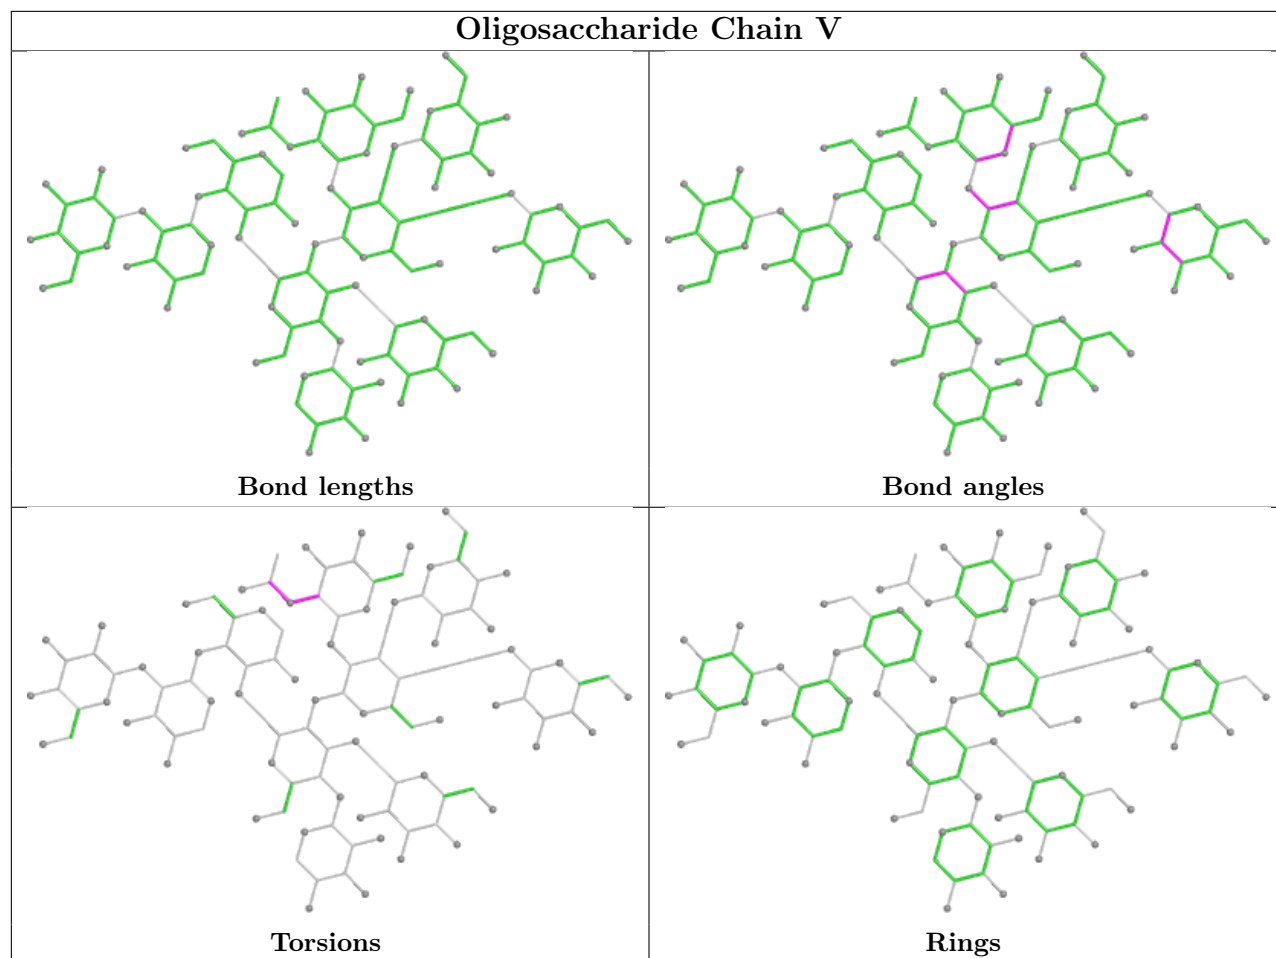 Oligosaccharide Chain V
Bond lengths
Bond angles
Torsions
Rings